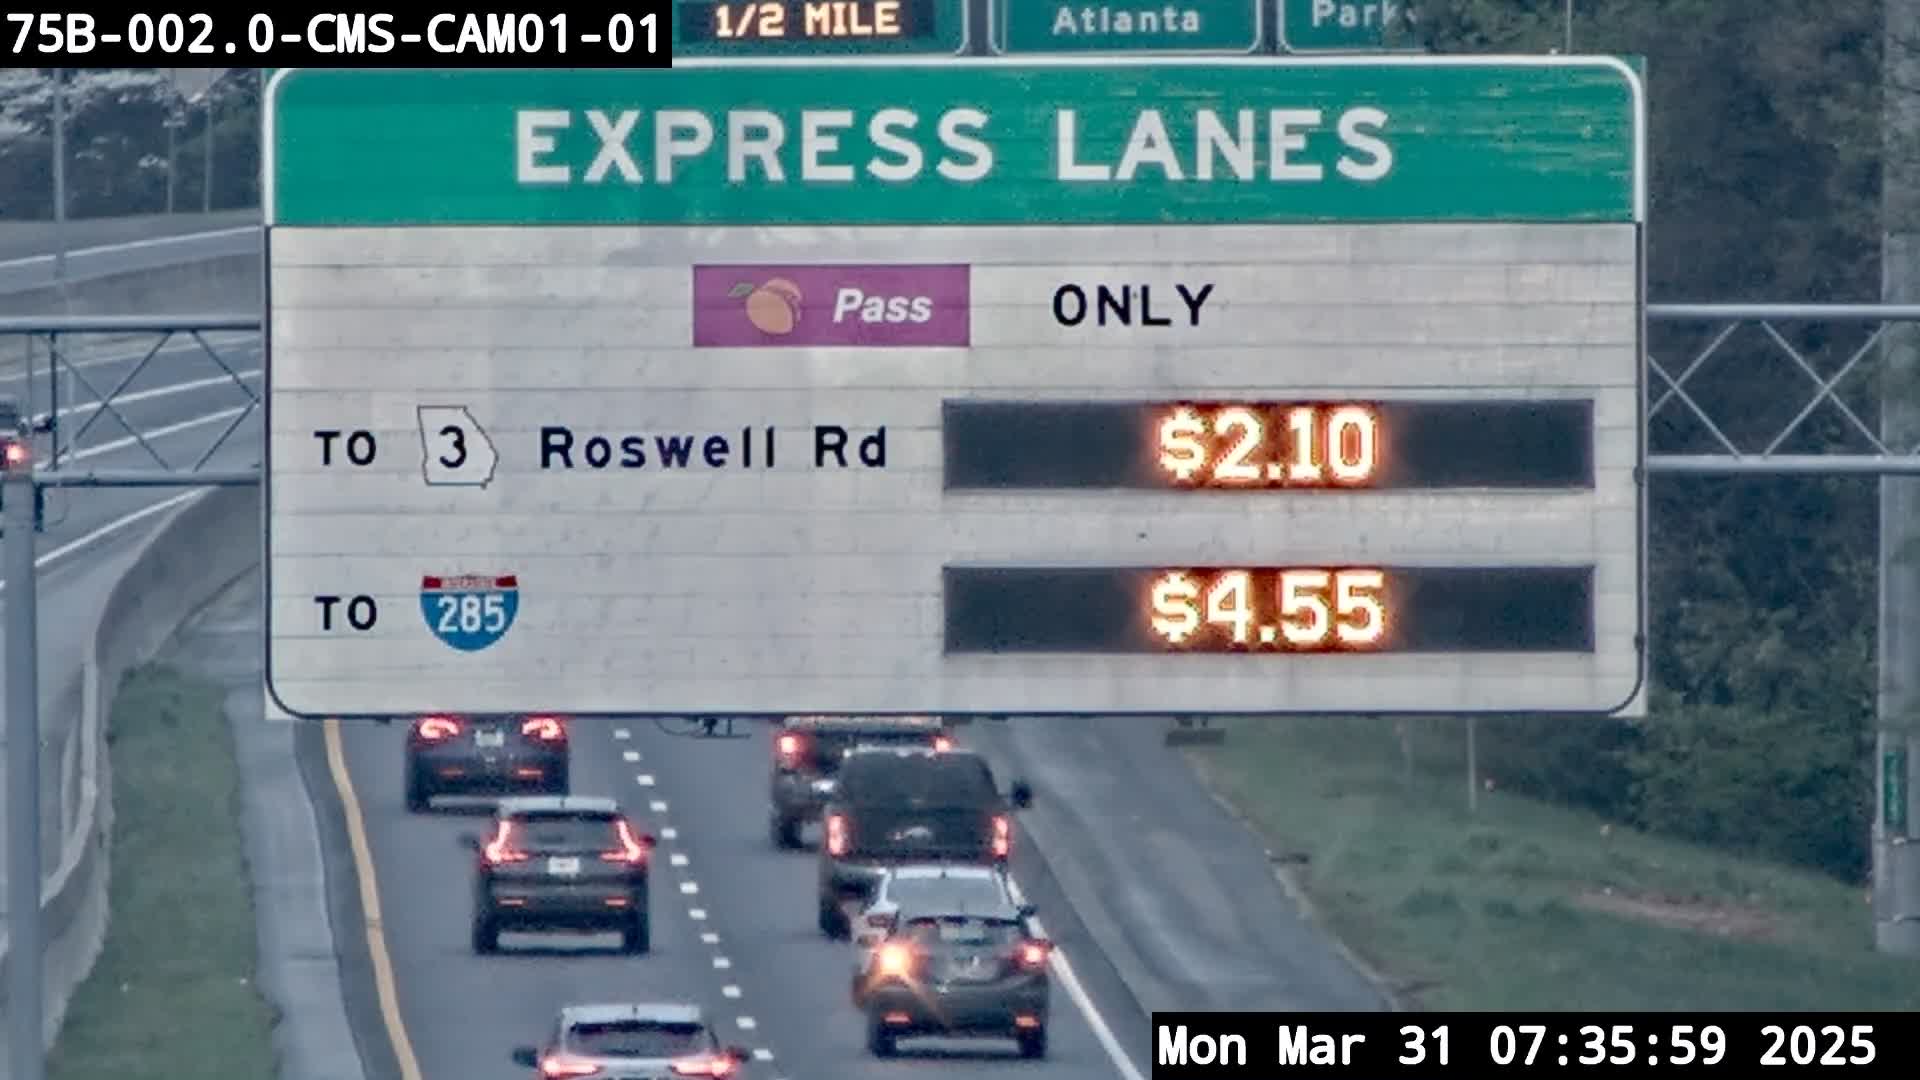 75B-002.0-CMS-CAM01-01
1/2 MILE
Atlanta
Park
EXPRESS LANES
Pass ONLY
TO 3 Roswell Rd $2.10
TO 285 $4.55
Mon Mar 31 07:35:59 2025